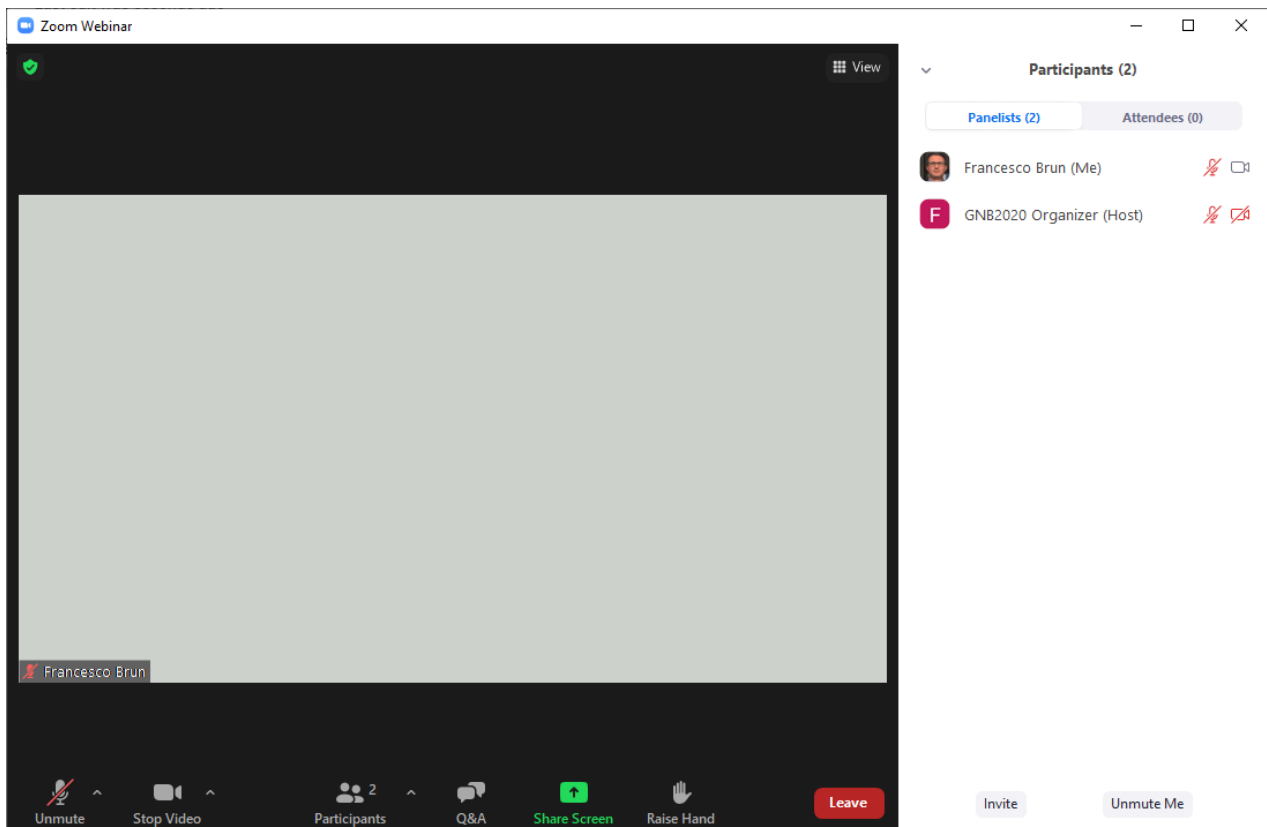 Zoom Webinar
View
Participants (2)
Panelists (2)
Attendees (0)
Francesco Brun (Me)
F
GNB2020 Organizer (Host)
Francesco Brun
2
Unmute
Stop Video
Participants
Q&A
Share Screen
Raise Hand
Leave
Invite
Unmute Me